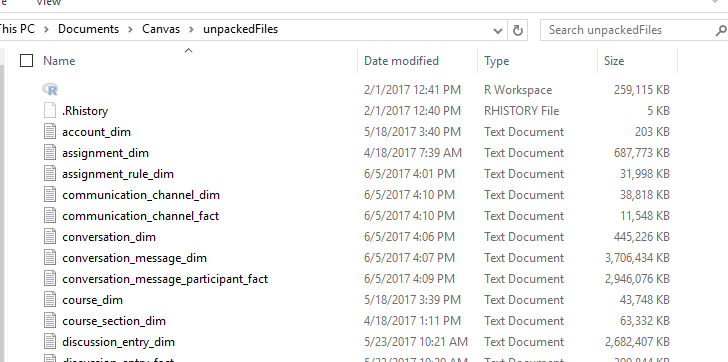 View
This PC > Documents > Canvas > unpackedFiles Search unpackedFiles
Name Date modified Type Size
R 2/1/2017 12:41 PM R Workspace 259,115 KB
.Rhistory 2/1/2017 12:40 PM RHISTORY File 5 KB
account_dim 5/18/2017 3:40 PM Text Document 203 KB
assignment_dim 4/18/2017 7:39 AM Text Document 687,773 KB
assignment_rule_dim 6/5/2017 4:01 PM Text Document 31,998 KB
communication_channel_dim 6/5/2017 4:10 PM Text Document 38,818 KB
communication_channel_fact 6/5/2017 4:10 PM Text Document 11,548 KB
conversation_dim 6/5/2017 4:06 PM Text Document 445,226 KB
conversation_message_dim 6/5/2017 4:07 PM Text Document 3,706,434 KB
conversation_message_participant_fact 6/5/2017 4:09 PM Text Document 2,946,076 KB
course_dim 5/18/2017 3:39 PM Text Document 43,748 KB
course_section_dim 4/18/2017 1:11 PM Text Document 63,332 KB
discussion_entry_dim 5/23/2017 10:21 AM Text Document 2,682,407 KB
discussion_entry_fact 5/23/2017 Text Document KB